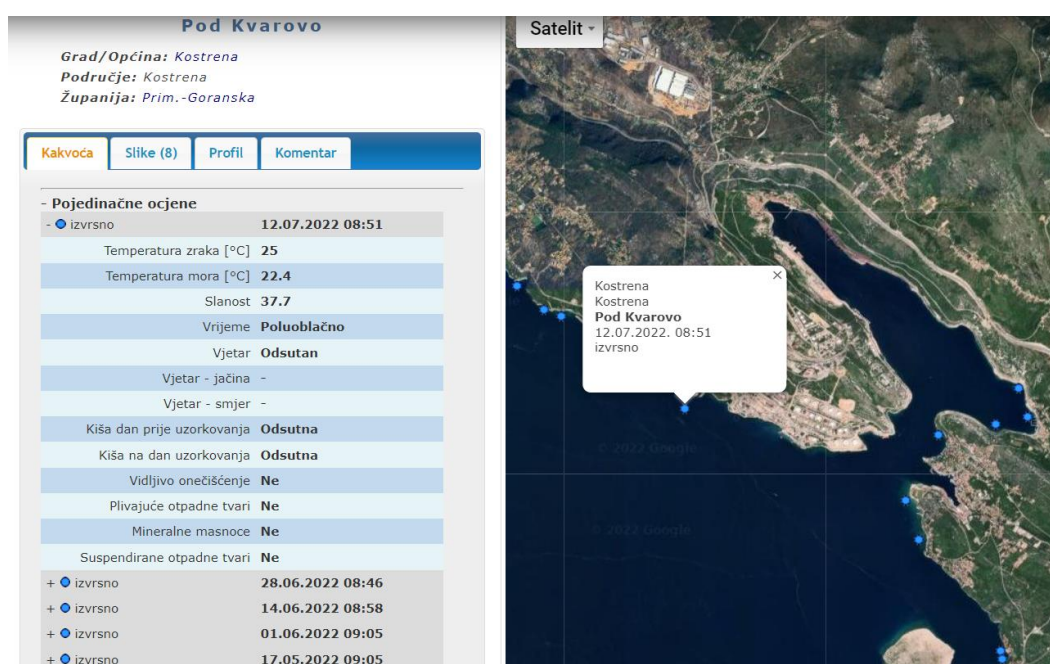 Pod Kvarovo
Grad/Općina: Kostrena
Područje: Kostrena
Županija: Prim.-Goranska
Kakvoća Slike (8) Profil Komentar
- Pojedinačne ocjene
- izvrsno 12.07.2022 08:51
Temperatura zraka [°C] 25
Temperatura mora [°C] 22.4
Slanost 37.7
Vrijeme Poluoblačno
Vjetar Odsutan
Vjetar - jačina -
Vjetar - smjer -
Kiša dan prije uzorkovanja Odsutna
Kiša na dan uzorkovanja Odsutna
Vidljivo onečišćenje Ne
Plivajuće otpadne tvari Ne
Mineralne masnoce Ne
Suspendirane otpadne tvari Ne
+ izvrsno 28.06.2022 08:46
+ izvrsno 14.06.2022 08:58
+ izvrsno 01.06.2022 09:05
+ izvrsno 17.05.2022 09:05
Satelit
Kostrena
Kostrena
Pod Kvarovo
12.07.2022. 08:51
izvrsno
© 2022 Google
© 2022 Google